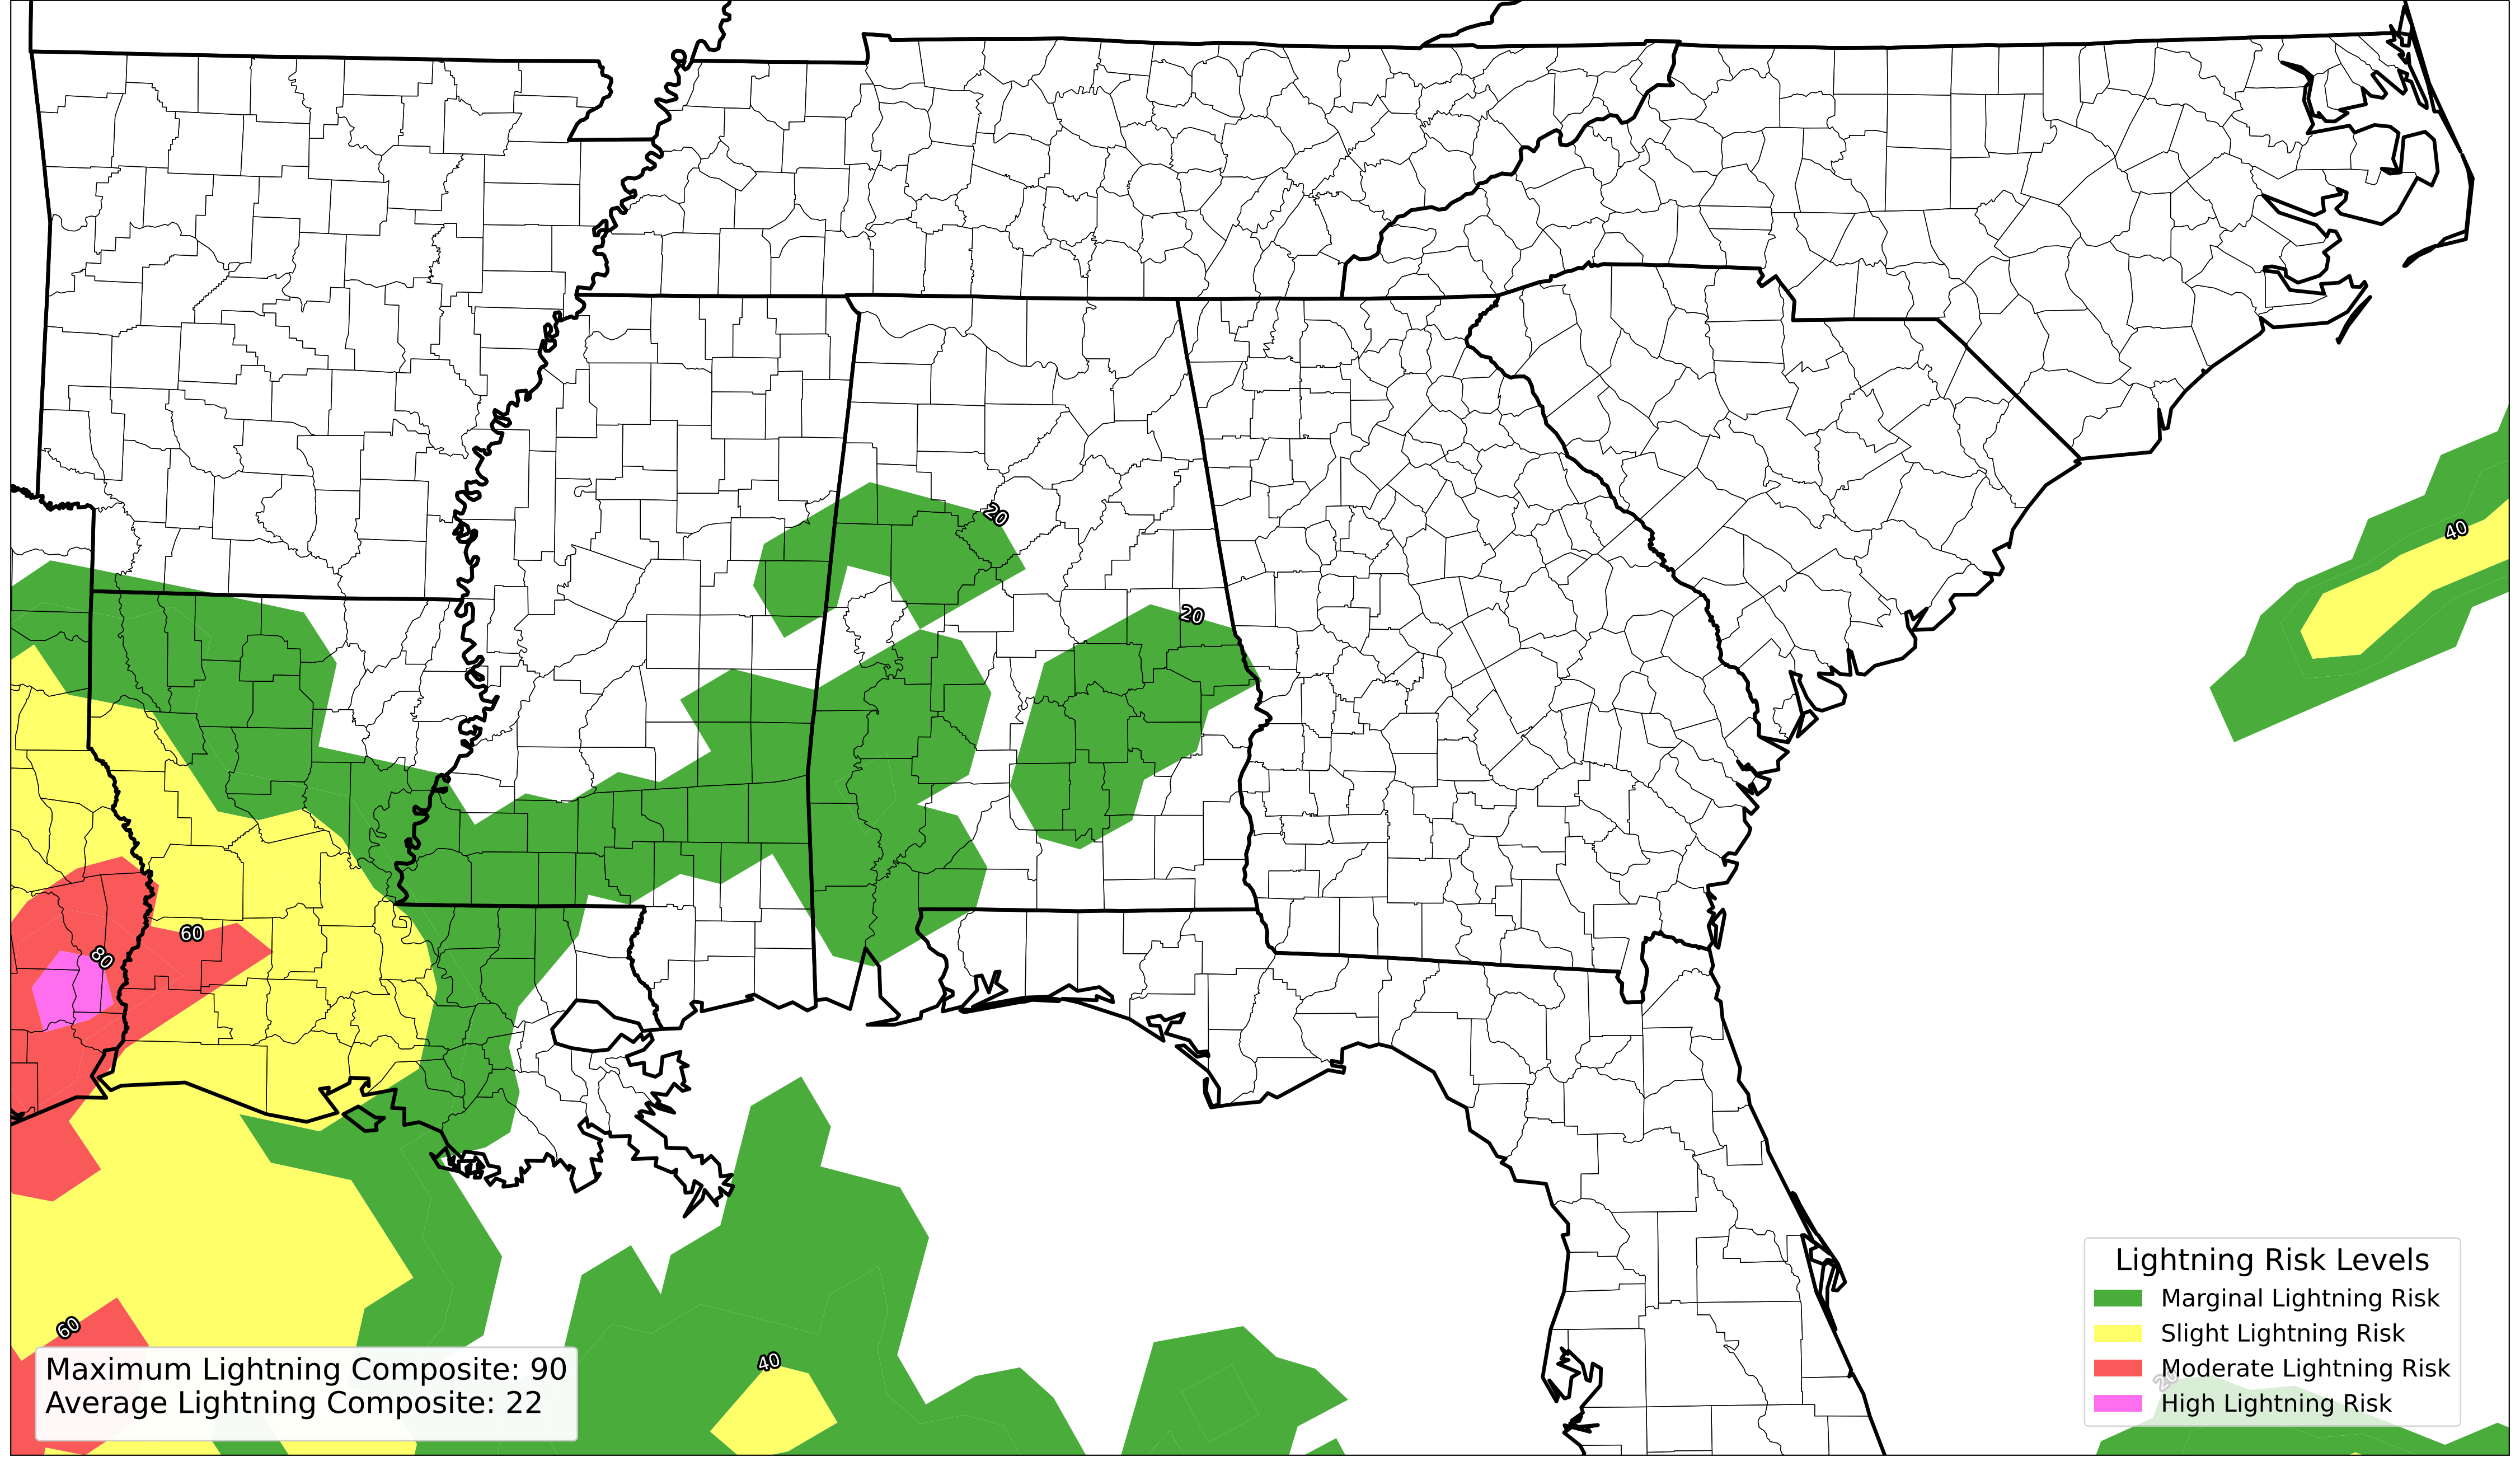 20
40
20
60
80
60
40
Lightning Risk Levels
Marginal Lightning Risk
Slight Lightning Risk
Moderate Lightning Risk
High Lightning Risk
Maximum Lightning Composite: 90
Average Lightning Composite: 22